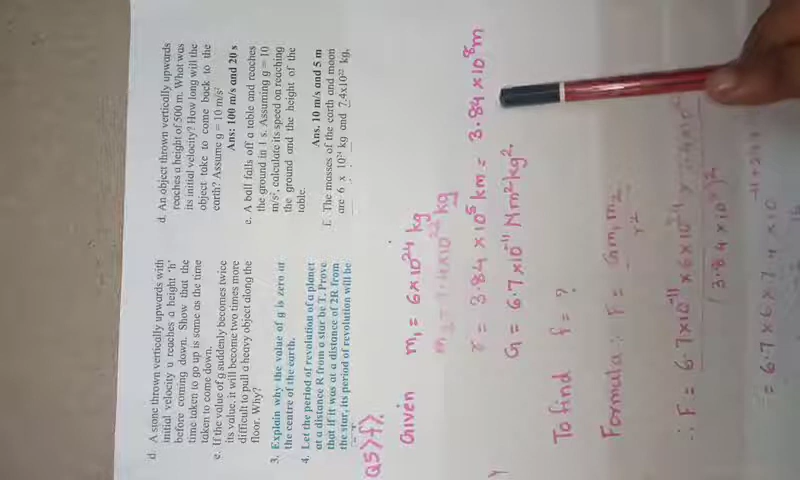 d. A stone thrown vertically upwards with
initial velocity u reaches a height 'h'
before coming down. Show that the
time taken to go up is same as the time
taken to come down.
e. If the value of g suddenly becomes twice
its value, it will become two times more
difficult to pull a heavy object along the
floor. Why?
3. Explain why the value of g is zero at
the centre of the earth.
4. Let the period of revolution of a planet
at a distance R from a star be T. Prove
that if it was at a distance of 2R from
the star, its period of revolution will be
d. An object thrown vertically upwards
reaches a height of 500 m. What was
its initial velocity? How long will the
object take to come back to the
earth? Assume g = 10 m/s²
Ans: 100 m/s and 20 s
e. A ball falls off a table and reaches
the ground in 1 s. Assuming g = 10
m/s², calculate its speed on reaching
the ground and the height of the
table.
Ans. 10 m/s and 5 m
f. The masses of the earth and moon
are 6 x 10²⁴ kg and 7.4x10²² kg,
Q5>f>
Given m₁ = 6×10²⁴ kg
m₂ = 7.4×10²² kg
r = 3.84 ×10⁵ km = 3.84 ×10⁸ m
G = 6.7 ×10⁻¹¹ Nm² kg².
To find f = ?
Formula : F = Gm₁m₂
r²
∴ F = 6.7×10⁻¹¹ ×6×10²⁴
(3.84 ×10⁸)²
= 6.7 ×6×7.4 ×10